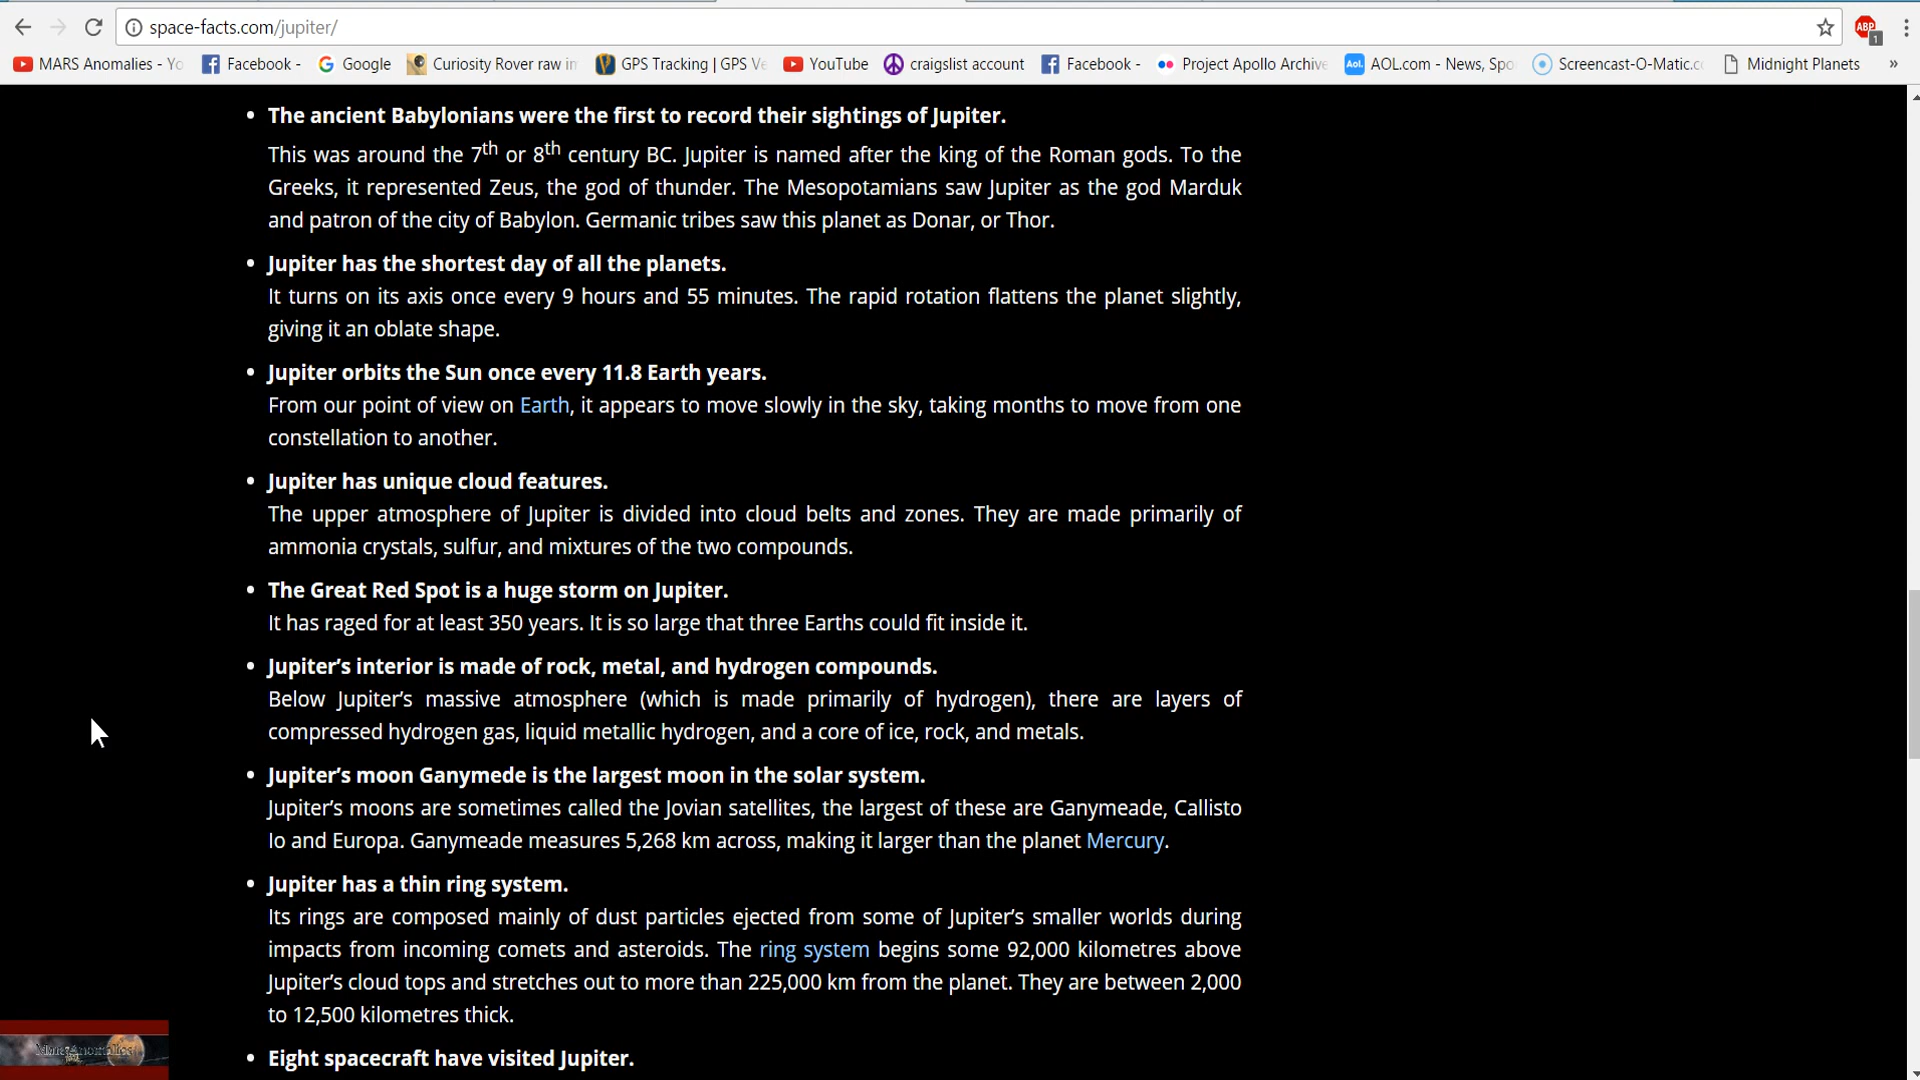 space-facts.com/jupiter/
ABP
1
MARS Anomalies - Yo
Facebook -
Google
Curiosity Rover raw in
GPS Tracking | GPS Ve
YouTube
craigslist account
Facebook -
Project Apollo Archive
Aol.
AOL.com - News, Spo
Screencast-O-Matic.co
Midnight Planets
»
• The ancient Babylonians were the first to record their sightings of Jupiter.
This was around the 7th or 8th century BC. Jupiter is named after the king of the Roman gods. To the
Greeks, it represented Zeus, the god of thunder. The Mesopotamians saw Jupiter as the god Marduk
and patron of the city of Babylon. Germanic tribes saw this planet as Donar, or Thor.
• Jupiter has the shortest day of all the planets.
It turns on its axis once every 9 hours and 55 minutes. The rapid rotation flattens the planet slightly,
giving it an oblate shape.
• Jupiter orbits the Sun once every 11.8 Earth years.
From our point of view on Earth, it appears to move slowly in the sky, taking months to move from one
constellation to another.
• Jupiter has unique cloud features.
The upper atmosphere of Jupiter is divided into cloud belts and zones. They are made primarily of
ammonia crystals, sulfur, and mixtures of the two compounds.
• The Great Red Spot is a huge storm on Jupiter.
It has raged for at least 350 years. It is so large that three Earths could fit inside it.
• Jupiter’s interior is made of rock, metal, and hydrogen compounds.
Below Jupiter’s massive atmosphere (which is made primarily of hydrogen), there are layers of
compressed hydrogen gas, liquid metallic hydrogen, and a core of ice, rock, and metals.
• Jupiter’s moon Ganymede is the largest moon in the solar system.
Jupiter’s moons are sometimes called the Jovian satellites, the largest of these are Ganymeade, Callisto
Io and Europa. Ganymeade measures 5,268 km across, making it larger than the planet Mercury.
• Jupiter has a thin ring system.
Its rings are composed mainly of dust particles ejected from some of Jupiter’s smaller worlds during
impacts from incoming comets and asteroids. The ring system begins some 92,000 kilometres above
Jupiter’s cloud tops and stretches out to more than 225,000 km from the planet. They are between 2,000
to 12,500 kilometres thick.
• Eight spacecraft have visited Jupiter.